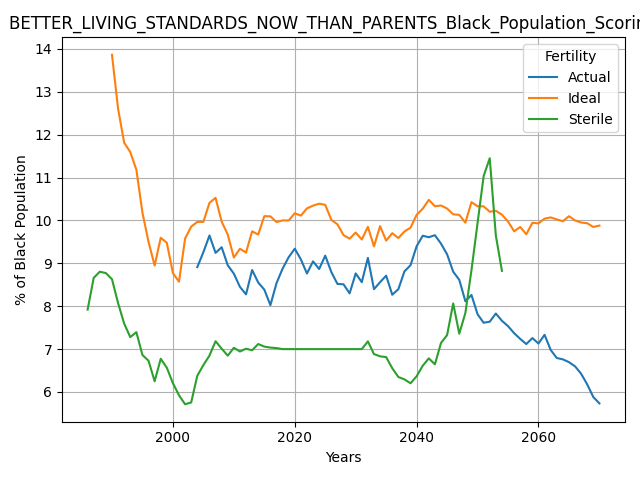 BETTER_LIVING_STANDARDS_NOW_THAN_PARENTS_Black_Population_Scorin
Fertility
Actual
Ideal
Sterile
% of Black Population
14
13
12
11
10
9
8
7
6
2000 2020 2040 2060
Years